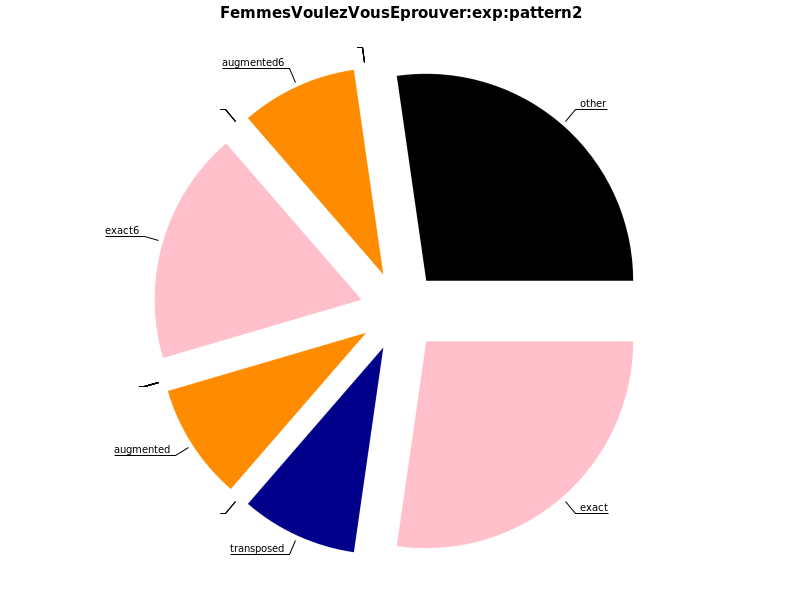 FemmesVoulezVousEprouver:exp:pattern2
augmented6
other
exact6
augmented
exact
transposed